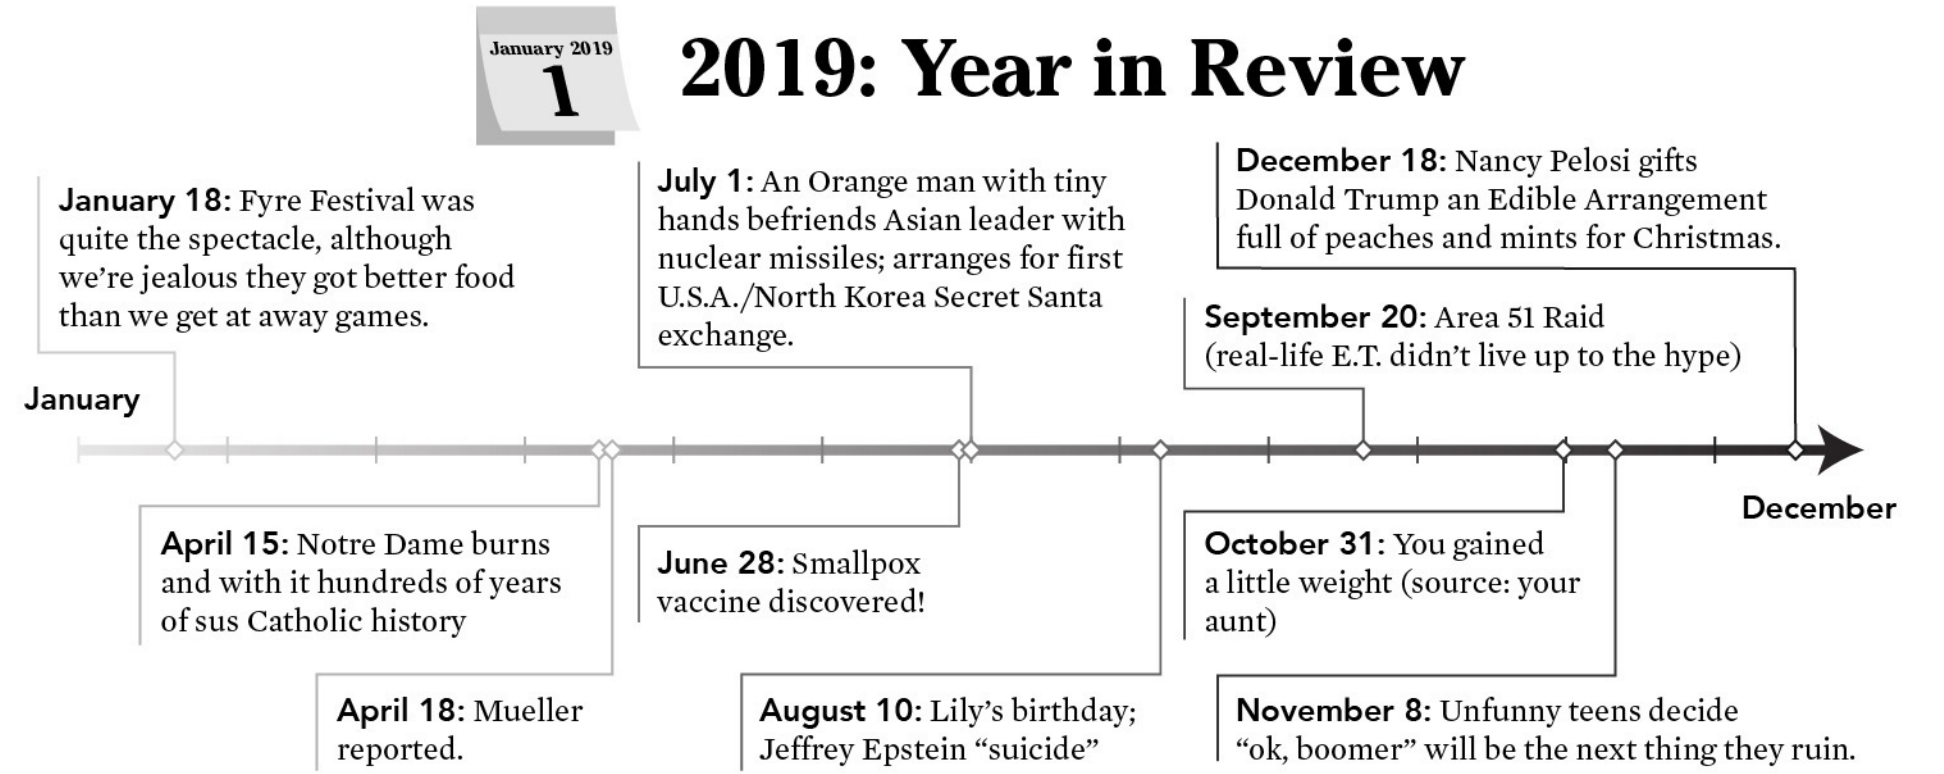 January 2019
1
2019: Year in Review
January 18: Fyre Festival was
quite the spectacle, although
we’re jealous they got better food
than we get at away games.
July 1: An Orange man with tiny
hands befriends Asian leader with
nuclear missiles; arranges for first
U.S.A./North Korea Secret Santa
exchange.
December 18: Nancy Pelosi gifts
Donald Trump an Edible Arrangement
full of peaches and mints for Christmas.
September 20: Area 51 Raid
(real-life E.T. didn’t live up to the hype)
January
December
April 15: Notre Dame burns
and with it hundreds of years
of sus Catholic history
June 28: Smallpox
vaccine discovered!
October 31: You gained
a little weight (source: your
aunt)
April 18: Mueller
reported.
August 10: Lily’s birthday;
Jeffrey Epstein “suicide”
November 8: Unfunny teens decide
“ok, boomer” will be the next thing they ruin.